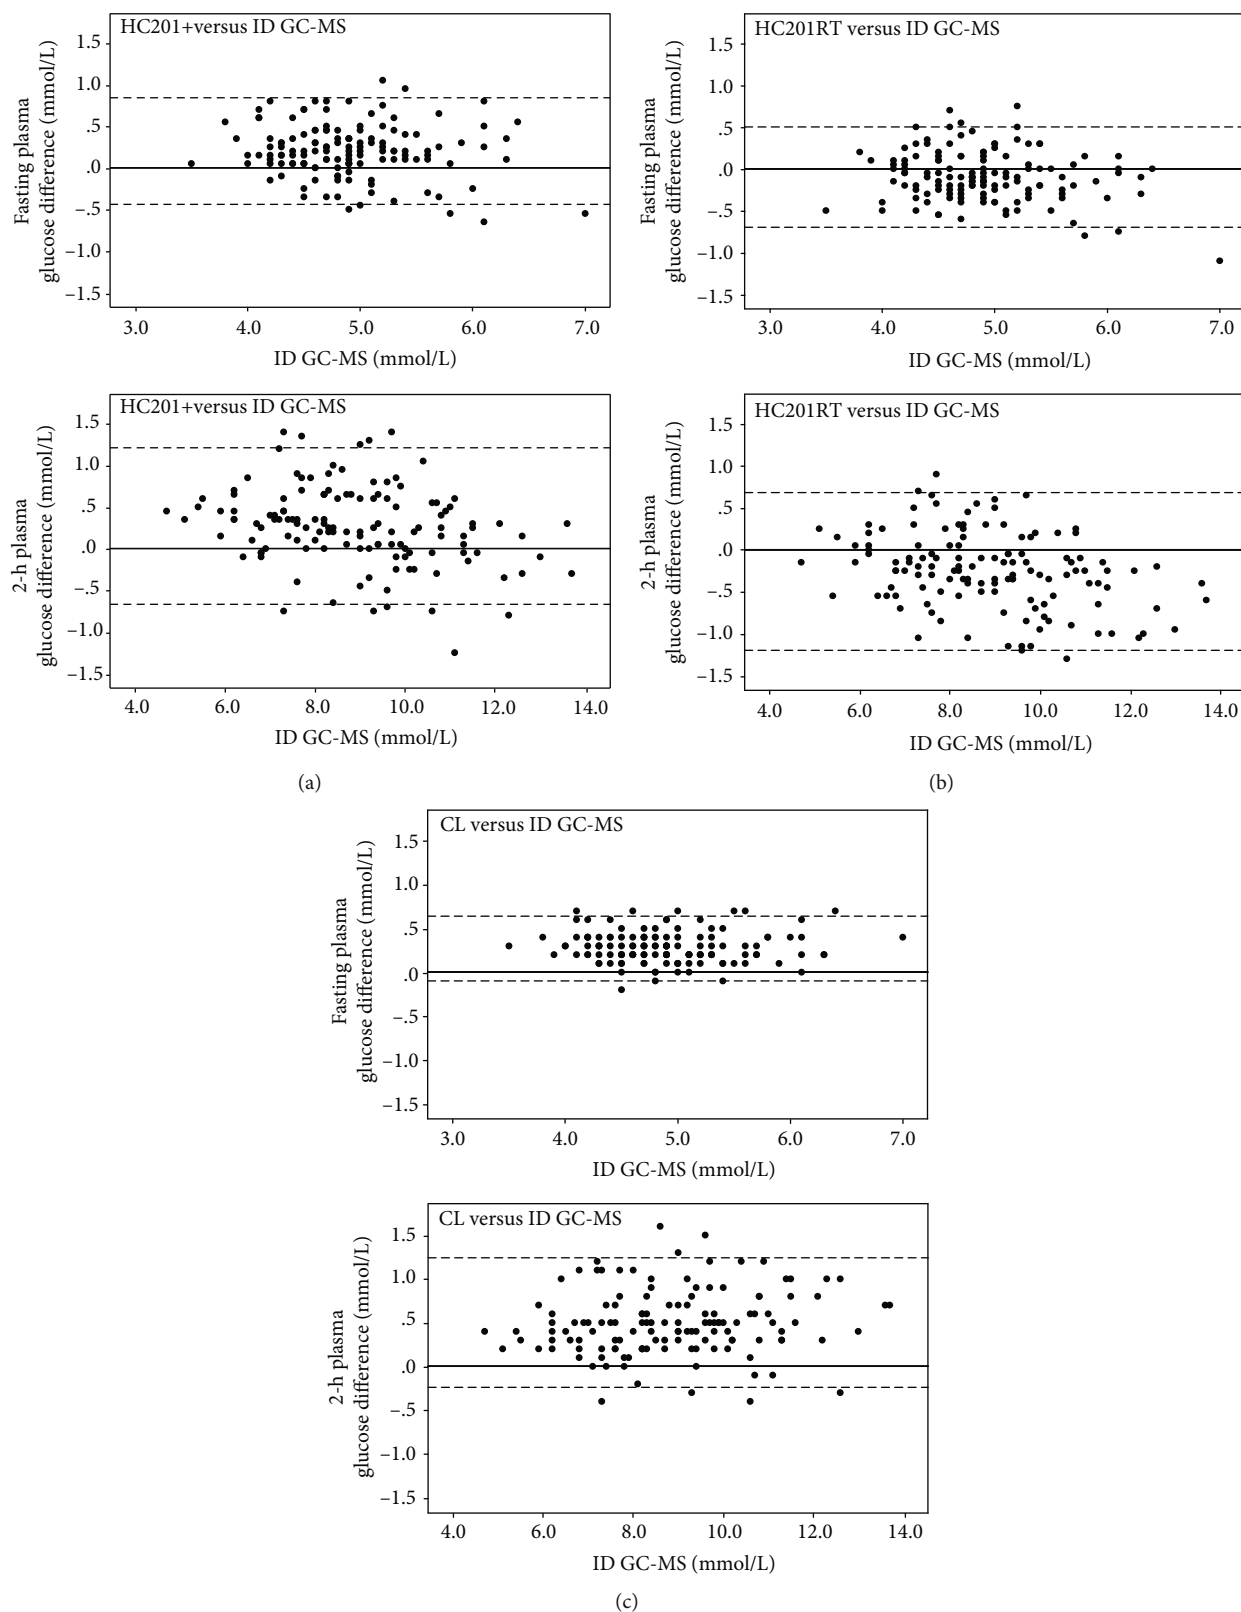 HC201+versus ID GC-MS
Fasting plasma
glucose difference (mmol/L)
1.5
1.0
.5
.0
−.5
−1.0
−1.5
3.0 4.0 5.0 6.0 7.0
ID GC-MS (mmol/L)
HC201+versus ID GC-MS
2-h plasma
glucose difference (mmol/L)
1.5
1.0
.5
.0
−.5
−1.0
−1.5
4.0 6.0 8.0 10.0 12.0 14.0
ID GC-MS (mmol/L)
(a)
HC201RT versus ID GC-MS
Fasting plasma
glucose difference (mmol/L)
1.5
1.0
.5
.0
−.5
−1.0
−1.5
3.0 4.0 5.0 6.0 7.0
ID GC-MS (mmol/L)
HC201RT versus ID GC-MS
2-h plasma
glucose difference (mmol/L)
1.5
1.0
.5
.0
−.5
−1.0
−1.5
4.0 6.0 8.0 10.0 12.0 14.0
ID GC-MS (mmol/L)
(b)
CL versus ID GC-MS
Fasting plasma
glucose difference (mmol/L)
1.5
1.0
.5
.0
−.5
−1.0
−1.5
3.0 4.0 5.0 6.0 7.0
ID GC-MS (mmol/L)
CL versus ID GC-MS
2-h plasma
glucose difference (mmol/L)
1.5
1.0
.5
.0
−.5
−1.0
−1.5
4.0 6.0 8.0 10.0 12.0 14.0
ID GC-MS (mmol/L)
(c)